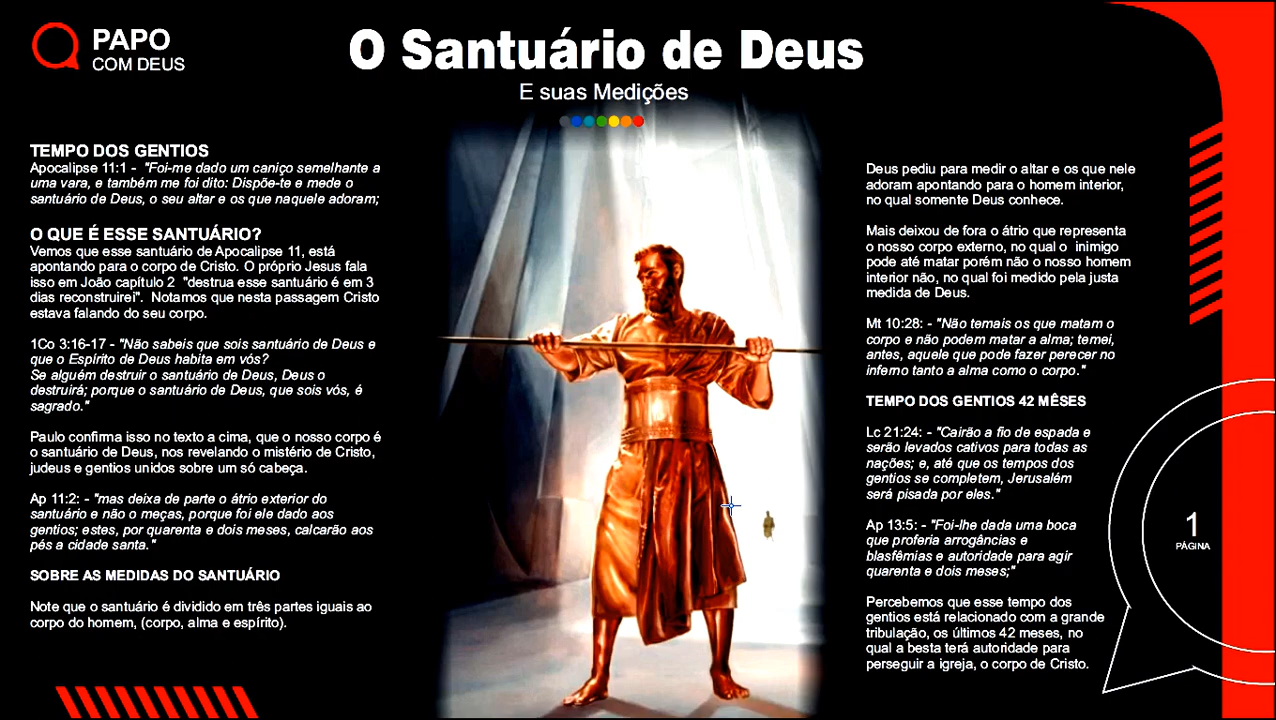 PAPO
COM DEUS
O Santuário de Deus
E suas Medições
TEMPO DOS GENTIOS
Apocalipse 11:1 - "Foi-me dado um caniço semelhante a
uma vara, e também me foi dito: Dispõe-te e mede o
santuário de Deus, o seu altar e os que naquele adoram;
O QUE É ESSE SANTUÁRIO?
Vemos que esse santuário de Apocalipse 11, está
apontando para o corpo de Cristo. O próprio Jesus fala
isso em João capítulo 2 "destrua esse santuário é em 3
dias reconstruirei". Notamos que nesta passagem Cristo
estava falando do seu corpo.
1Co 3:16-17 - "Não sabeis que sois santuário de Deus e
que o Espírito de Deus habita em vós?
Se alguém destruir o santuário de Deus, Deus o
destruirá; porque o santuário de Deus, que sois vós, é
sagrado."
Paulo confirma isso no texto a cima, que o nosso corpo é
o santuário de Deus, nos revelando o mistério de Cristo,
judeus e gentios unidos sobre um só cabeça.
Ap 11:2: - "mas deixa de parte o átrio exterior do
santuário e não o meças, porque foi ele dado aos
gentios; estes, por quarenta e dois meses, calcarão aos
pés a cidade santa."
SOBRE AS MEDIDAS DO SANTUÁRIO
Note que o santuário é dividido em três partes iguais ao
corpo do homem, (corpo, alma e espírito).
Deus pediu para medir o altar e os que nele
adoram apontando para o homem interior,
no qual somente Deus conhece.
Mais deixou de fora o átrio que representa
o nosso corpo externo, no qual o inimigo
pode até matar porém não o nosso homem
interior não, no qual foi medido pela justa
medida de Deus.
Mt 10:28: - "Não temais os que matam o
corpo e não podem matar a alma; temei,
antes, aquele que pode fazer perecer no
inferno tanto a alma como o corpo."
TEMPO DOS GENTIOS 42 MÊSES
Lc 21:24: - "Cairão a fio de espada e
serão levados cativos para todas as
nações; e, até que os tempos dos
gentios se completem, Jerusalém
será pisada por eles."
Ap 13:5: - "Foi-lhe dada uma boca
que proferia arrogâncias e
blasfêmias e autoridade para agir
quarenta e dois meses;"
Percebemos que esse tempo dos
gentios está relacionado com a grande
tribulação, os últimos 42 meses, no
qual a besta terá autoridade para
perseguir a igreja, o corpo de Cristo.
1
PÁGINA